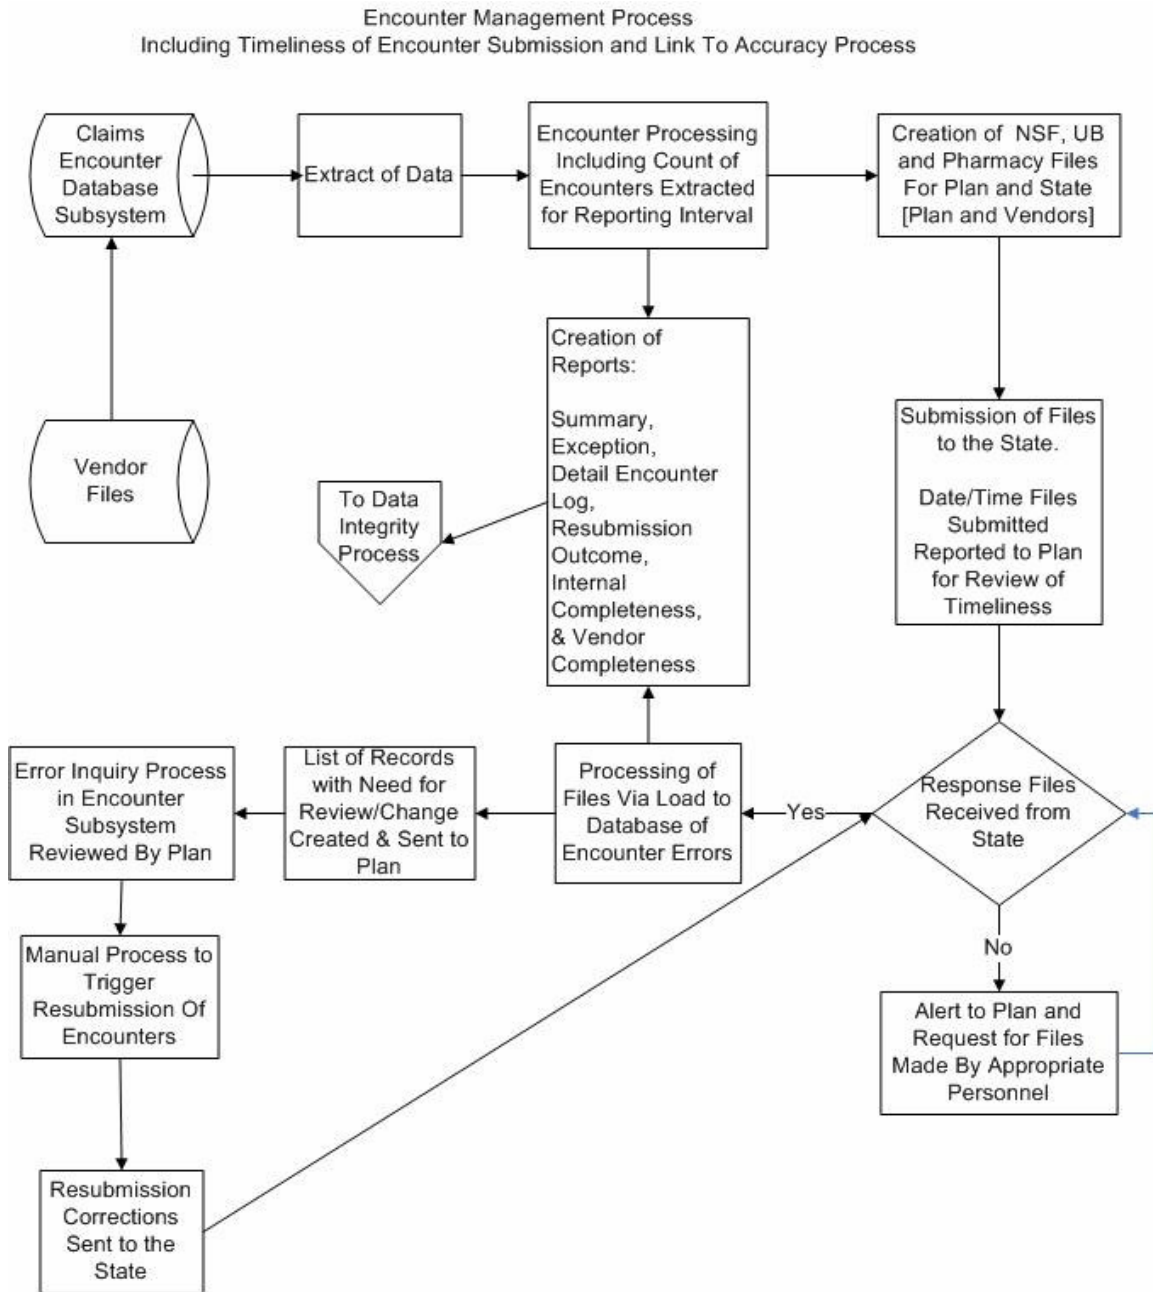 Encounter Management Process
Including Timeliness of Encounter Submission and Link To Accuracy Process
Claims
Encounter
Database
Subsystem
Extract of Data
Encounter Processing
Including Count of
Encounters Extracted
for Reporting Interval
Creation of NSF, UB
and Pharmacy Files
For Plan and State
[Plan and Vendors]
Vendor
Files
To Data
Integrity
Process
Creation of
Reports:
Summary,
Exception,
Detail Encounter
Log,
Resubmission
Outcome,
Internal
Completeness,
& Vendor
Completeness
Submission of Files
to the State.
Date/Time Files
Submitted
Reported to Plan
for Review of
Timeliness
Error Inquiry Process
in Encounter
Subsystem
Reviewed By Plan
List of Records
with Need for
Review/Change
Created & Sent to
Plan
Processing of
Files Via Load to
Database of
Encounter Errors
Yes
Response Files
Received from
State
No
Manual Process to
Trigger
Resubmission Of
Encounters
Alert to Plan and
Request for Files
Made By Appropriate
Personnel
Resubmission
Corrections
Sent to the
State